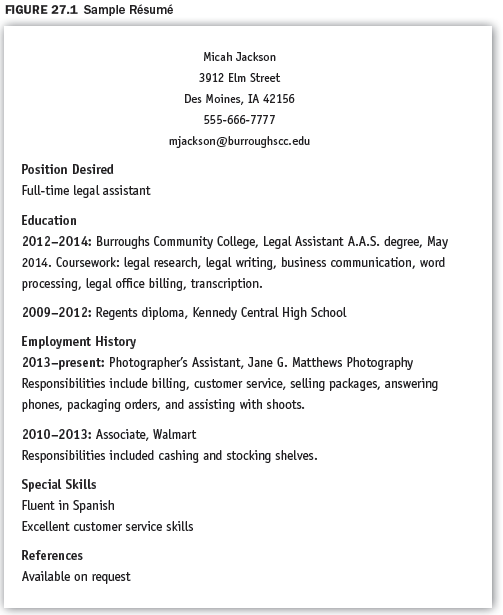 FIGURE 27.1 Sample Résumé
Micah Jackson
3912 Elm Street
Des Moines, IA 42156
555-666-7777
mjackson@burroughscc.edu
Position Desired
Full-time legal assistant
Education
2012–2014: Burroughs Community College, Legal Assistant A.A.S. degree, May
2014. Coursework: legal research, legal writing, business communication, word
processing, legal office billing, transcription.
2009–2012: Regents diploma, Kennedy Central High School
Employment History
2013–present: Photographer's Assistant, Jane G. Matthews Photography
Responsibilities include billing, customer service, selling packages, answering
phones, packaging orders, and assisting with shoots.
2010–2013: Associate, Walmart
Responsibilities included cashing and stocking shelves.
Special Skills
Fluent in Spanish
Excellent customer service skills
References
Available on request